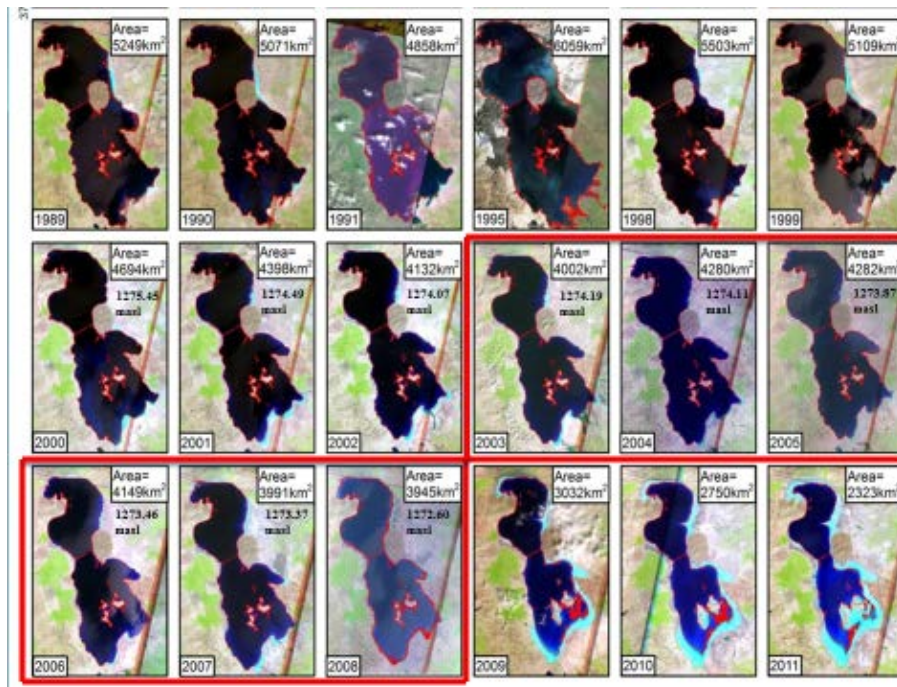 37
Area=
5249km²
1989
Area=
5071km²
1990
Area=
4858km²
1991
Area=
6059km²
1995
Area=
5503km²
1998
Area=
5109km²
1999
Area=
4694km²
1275.45
masl
2000
Area=
4398km²
1274.49
masl
2001
Area=
4132km²
1274.07
masl
2002
Area=
4002km²
1274.19
masl
2003
Area=
4280km²
1274.11
masl
2004
Area=
4282km²
1273.87
masl
2005
Area=
4149km²
1273.46
masl
2006
Area=
3991km²
1273.37
masl
2007
Area=
3945km²
1272.60
masl
2008
Area=
3032km²
2009
Area=
2750km²
2010
Area=
2323km²
2011